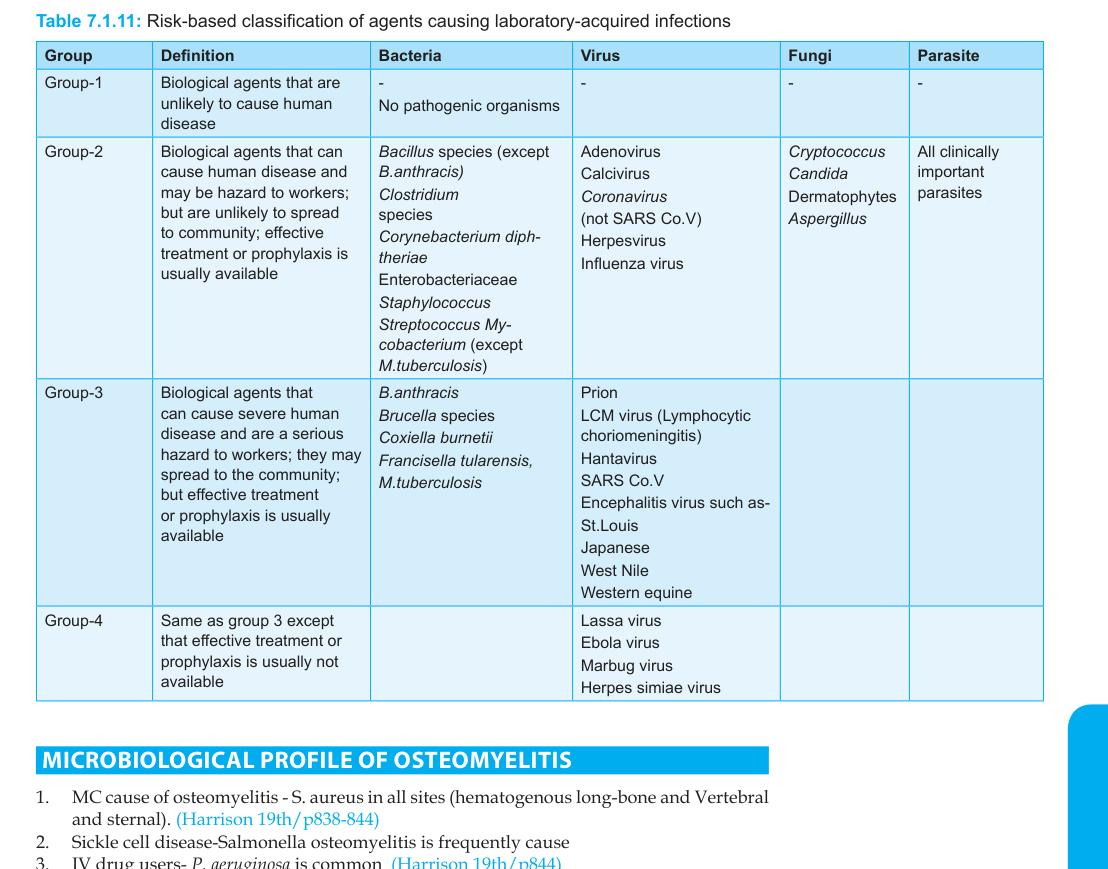 Table 7.1.11: Risk-based classification of agents causing laboratory-acquired infections
Group Definition Bacteria Virus Fungi Parasite
Group-1
Biological agents that are
unlikely to cause human
disease
-
No pathogenic organisms
-
-
-
Group-2
Biological agents that can
cause human disease and
may be hazard to workers;
but are unlikely to spread
to community; effective
treatment or prophylaxis is
usually available
Bacillus species (except
B.anthracis)
Clostridium
species
Corynebacterium diph-
theriae
Enterobacteriaceae
Staphylococcus
Streptococcus My-
cobacterium (except
M.tuberculosis)
Adenovirus
Calcivirus
Coronavirus
(not SARS Co.V)
Herpesvirus
Influenza virus
Cryptococcus
Candida
Dermatophytes
Aspergillus
All clinically
important
parasites
Group-3
Biological agents that
can cause severe human
disease and are a serious
hazard to workers; they may
spread to the community;
but effective treatment
or prophylaxis is usually
available
B.anthracis
Brucella species
Coxiella burnetii
Francisella tularensis,
M.tuberculosis
Prion
LCM virus (Lymphocytic
choriomeningitis)
Hantavirus
SARS Co.V
Encephalitis virus such as-
St.Louis
Japanese
West Nile
Western equine
Group-4
Same as group 3 except
that effective treatment or
prophylaxis is usually not
available
Lassa virus
Ebola virus
Marbug virus
Herpes simiae virus
MICROBIOLOGICAL PROFILE OF OSTEOMYELITIS
1. MC cause of osteomyelitis - S. aureus in all sites (hematogenous long-bone and Vertebral
and sternal). (Harrison 19th/p838-844)
2. Sickle cell disease-Salmonella osteomyelitis is frequently cause
3. IV drug users- P. aeruginosa is common (Harrison 19th/p844)